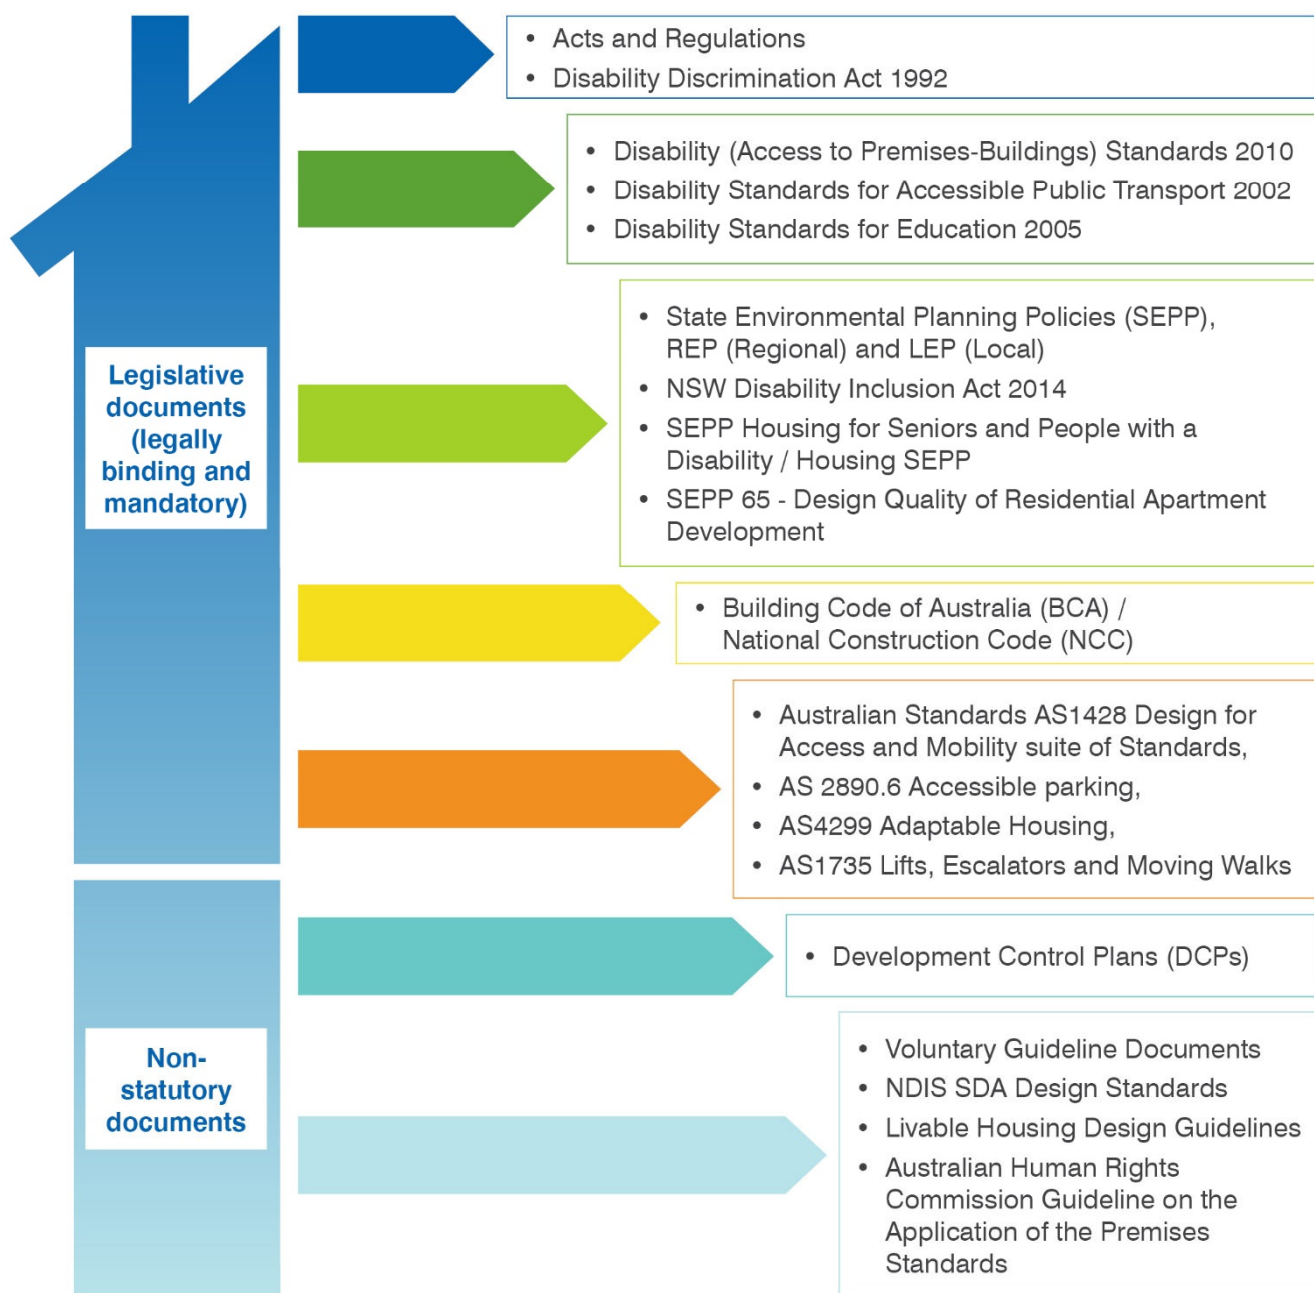 • Acts and Regulations
• Disability Discrimination Act 1992
• Disability (Access to Premises-Buildings) Standards 2010
• Disability Standards for Accessible Public Transport 2002
• Disability Standards for Education 2005
Legislative
documents
(legally
binding and
mandatory)
• State Environmental Planning Policies (SEPP),
REP (Regional) and LEP (Local)
• NSW Disability Inclusion Act 2014
• SEPP Housing for Seniors and People with a
Disability / Housing SEPP
• SEPP 65 - Design Quality of Residential Apartment
Development
• Building Code of Australia (BCA) /
National Construction Code (NCC)
• Australian Standards AS1428 Design for
Access and Mobility suite of Standards,
• AS 2890.6 Accessible parking,
• AS4299 Adaptable Housing,
• AS1735 Lifts, Escalators and Moving Walks
• Development Control Plans (DCPs)
Non-
statutory
documents
• Voluntary Guideline Documents
• NDIS SDA Design Standards
• Livable Housing Design Guidelines
• Australian Human Rights
Commission Guideline on the
Application of the Premises
Standards